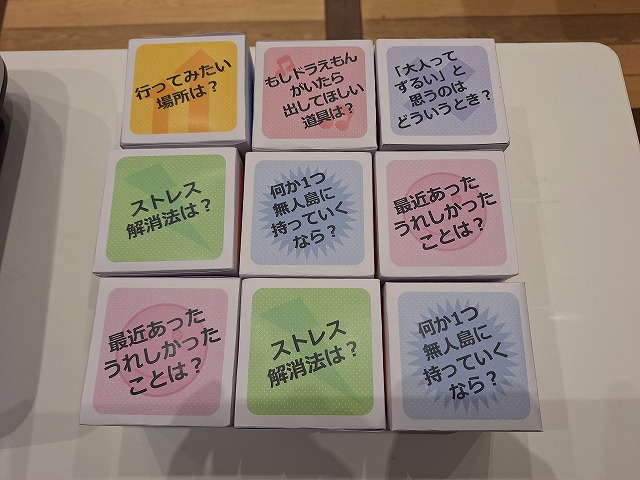 行ってみたい
場所は？
もしドラえもん
がいたら
出してほしい
道具は？
「大人って
ずるい」と
思うのは
どういうとき？
ストレス
解消法は？
何か1つ
無人島に
持っていく
なら？
最近あった
うれしかった
ことは？
最近あった
うれしかった
ことは？
ストレス
解消法は？
何か1つ
無人島に
持っていく
なら？